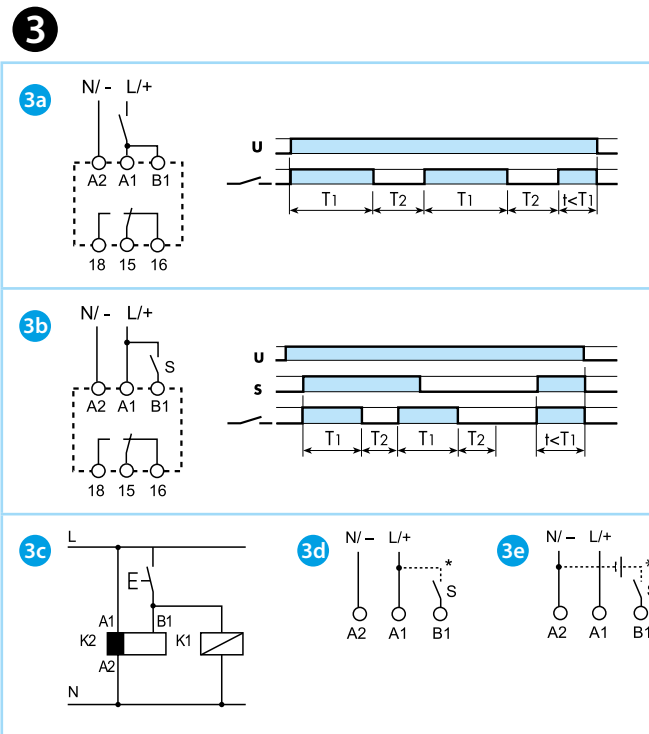 3
3a
N/- L/+
A2 A1 B1
18 15 16
U
T1 T2 T1 T2 t<T1
3b
N/- L/+
S
A2 A1 B1
18 15 16
U
S
T1 T2 T1 T2 t<T1
3c
L
E
A1 B1
K2 K1
A2
N
3d
N/- L/+
*
S
A2 A1 B1
3e
N/- L/+
*
S
A2 A1 B1